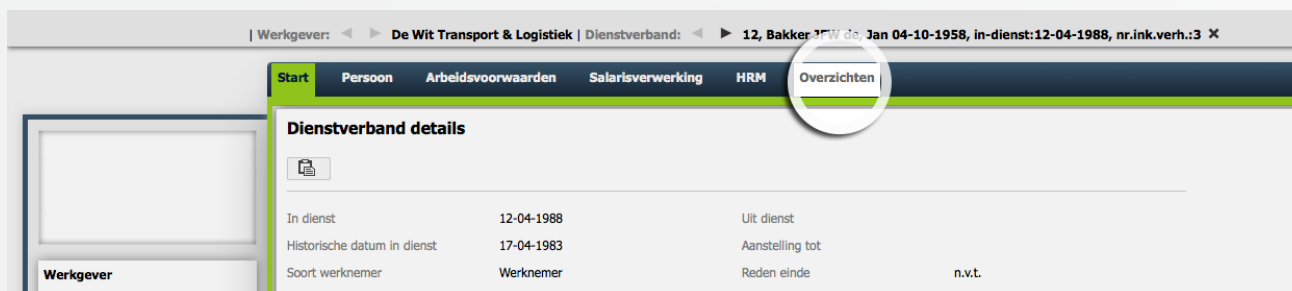 | Werkgever: De Wit Transport & Logistiek | Dienstverband: 12, Bakker JFW de, Jan 04-10-1958, in-dienst:12-04-1988, nr.ink.verh.:3 ✕
Start Persoon Arbeidsvoorwaarden Salarisverwerking HRM Overzichten
Dienstverband details
In dienst 12-04-1988 Uit dienst
Historische datum in dienst 17-04-1983 Aanstelling tot
Werkgever Soort werknemer Werknemer Reden einde n.v.t.